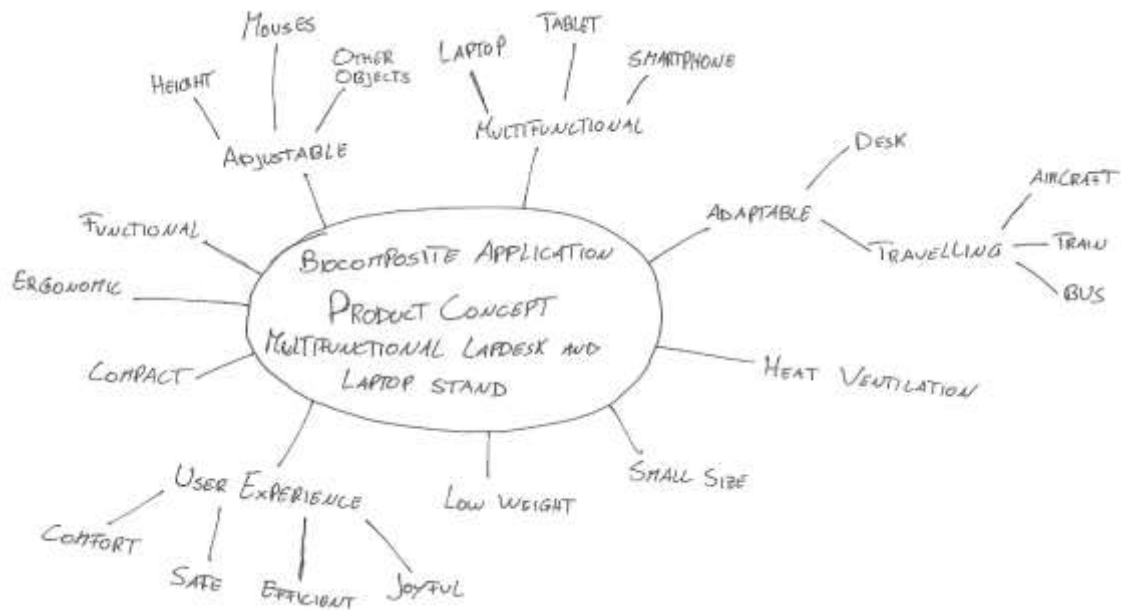 MOUSES
TABLET
LAPTOP
OTHER
OBJECTS
SMARTPHONE
HEIGHT
MULTIFUNCTIONAL
DESK
ADJUSTABLE
AIRCRAFT
ADAPTABLE
FUNCTIONAL
TRAVELLING
TRAIN
BIOCOMPOSITE APPLICATION
ERGONOMIC
BUS
PRODUCT CONCEPT
MULTIFUNCTIONAL LAPDESK AND
COMPACT
LAPTOP STAND
HEAT VENTILATION
USER EXPERIENCE
SMALL SIZE
LOW WEIGHT
COMFORT
SAFE
EFFICIENT
JOYFUL